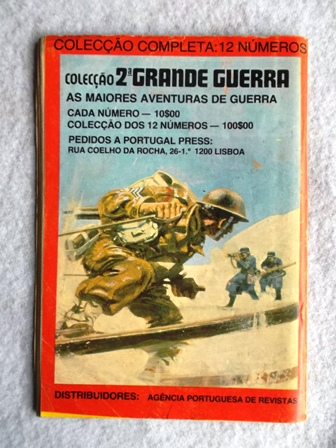 COLECÇÃO COMPLETA: 12 NÚMEROS
COLECÇÃO 2ª GRANDE GUERRA
AS MAIORES AVENTURAS DE GUERRA
CADA NÚMERO — 10$00
COLECÇÃO DOS 12 NÚMEROS — 100$00
PEDIDOS A PORTUGAL PRESS:
RUA COELHO DA ROCHA, 26-1.º 1200 LISBOA
DISTRIBUIDORES: AGÊNCIA PORTUGUESA DE REVISTAS